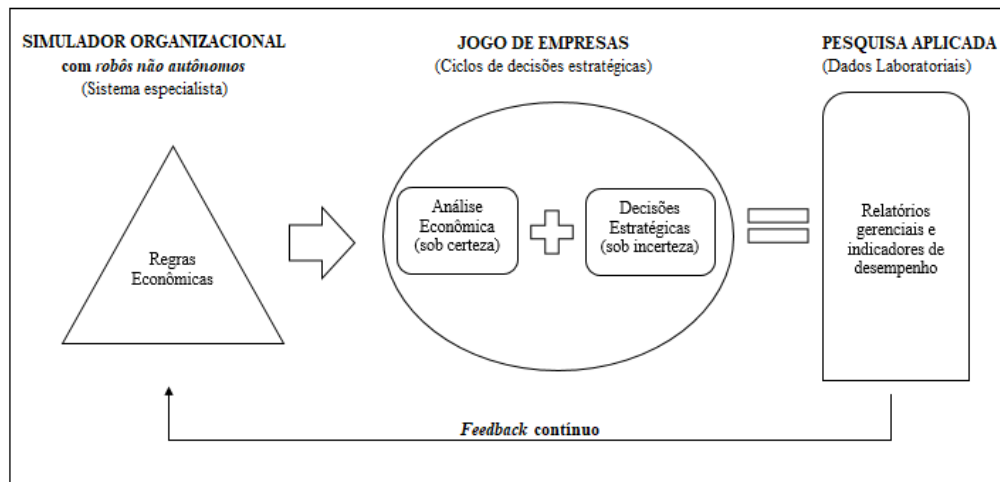 SIMULADOR ORGANIZACIONAL
com robôs não autônomos
(Sistema especialista)
JOGO DE EMPRESAS
(Ciclos de decisões estratégicas)
PESQUISA APLICADA
(Dados Laboratoriais)
Regras
Econômicas
Análise
Econômica
(sob certeza)
Decisões
Estratégicas
(sob incerteza)
Relatórios
gerenciais e
indicadores de
desempenho
Feedback contínuo